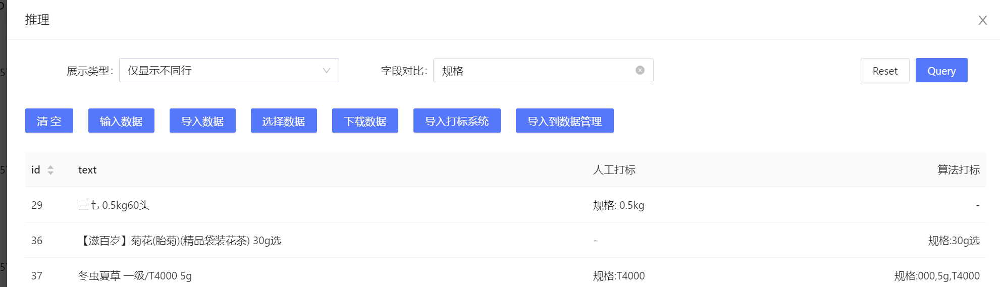 推理
展示类型: 仅显示不同行 字段对比: 规格 Reset Query
清 空 输入数据 导入数据 选择数据 下载数据 导入打标系统 导入到数据管理
id text 人工打标 算法打标
29 三七 0.5kg60头 规格: 0.5kg -
36 【滋百岁】菊花(胎菊)(精品袋装花茶) 30g选 - 规格:30g选
37 冬虫夏草 一级/T4000 5g 规格:T4000 规格:000,5g,T4000